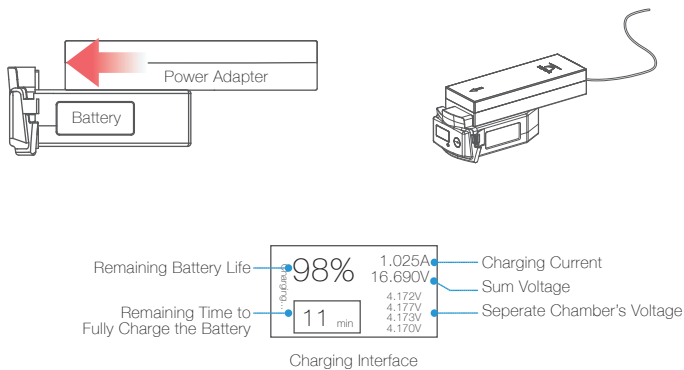 Power Adapter
Battery
Remaining Battery Life
Remaining Time to
Fully Charge the Battery
Charging...
98%
11 min
1.025A
16.690V
4.172V
4.177V
4.173V
4.170V
Charging Current
Sum Voltage
Seperate Chamber's Voltage
Charging Interface